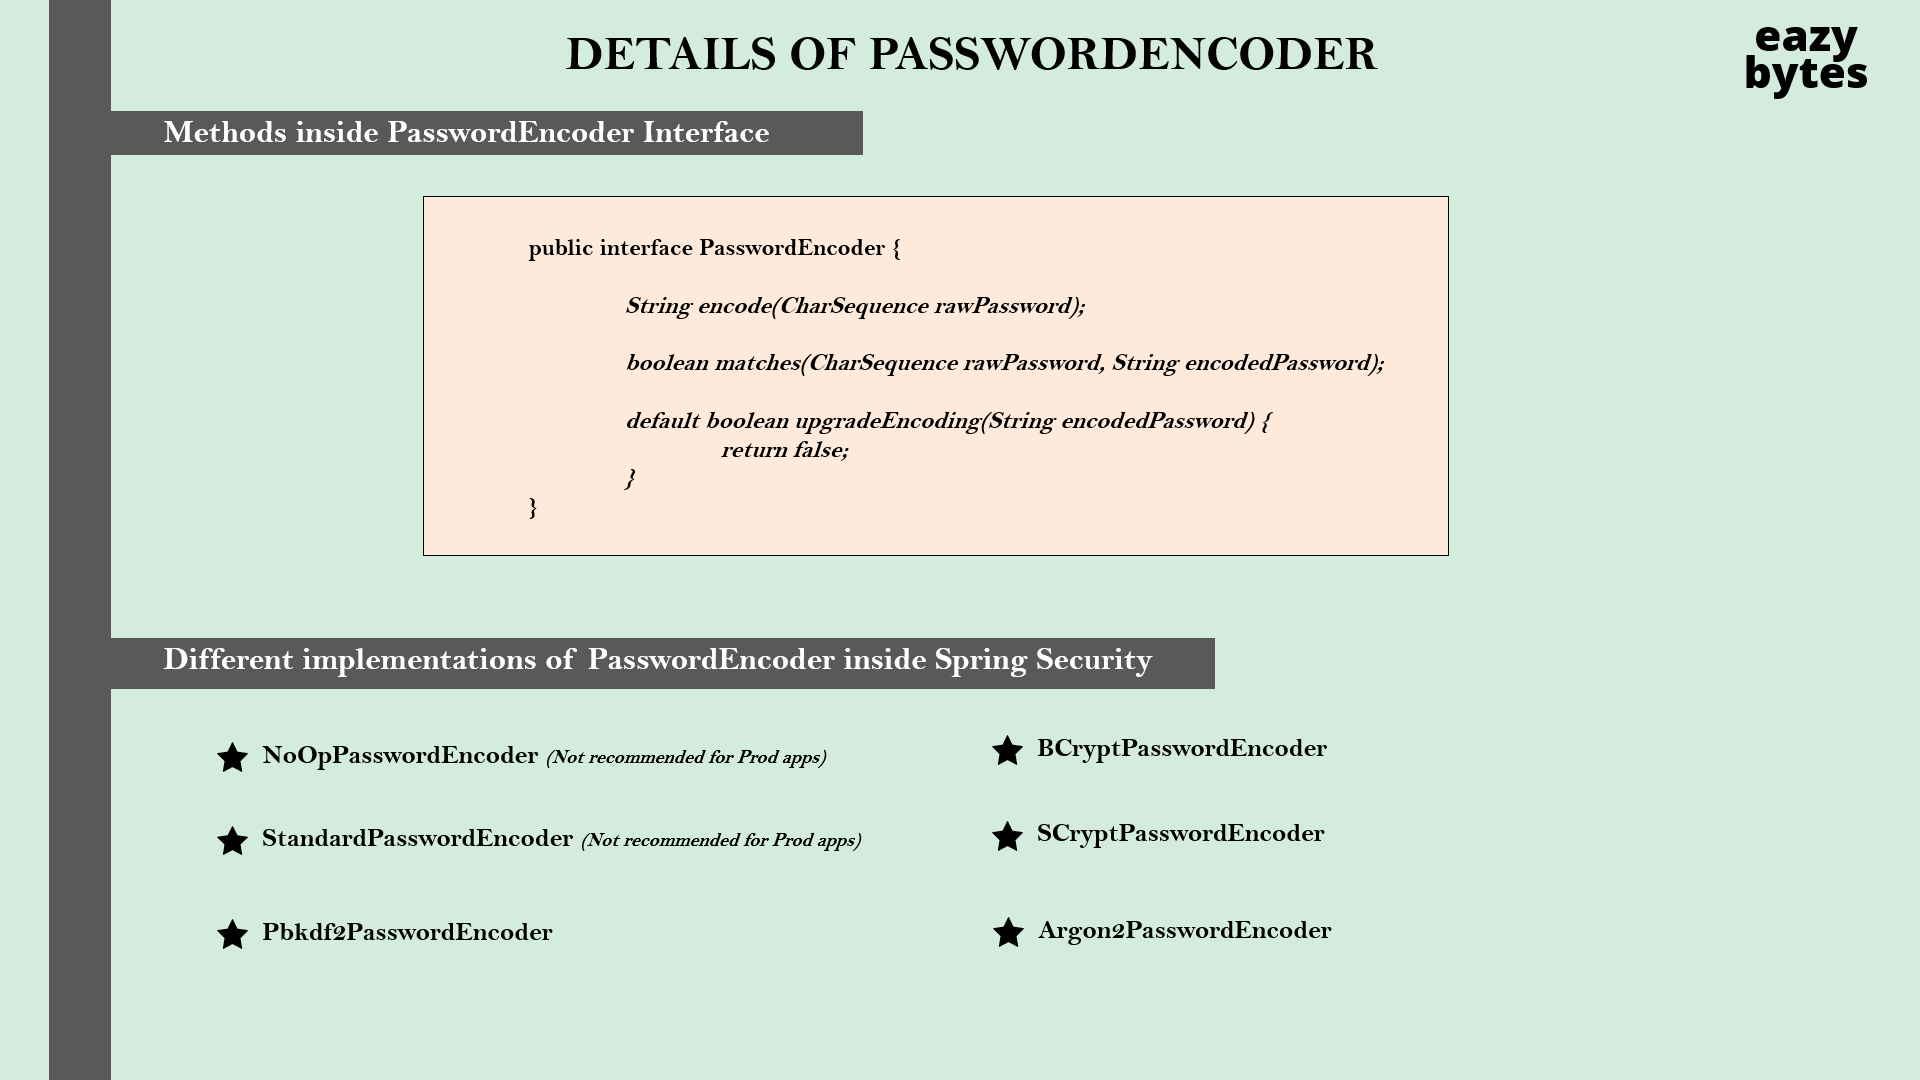 DETAILS OF PASSWORDENCODER
eazy
bytes
Methods inside PasswordEncoder Interface
public interface PasswordEncoder {
String encode(CharSequence rawPassword);
boolean matches(CharSequence rawPassword, String encodedPassword);
default boolean upgradeEncoding(String encodedPassword) {
return false;
}
}
Different implementations of PasswordEncoder inside Spring Security
NoOpPasswordEncoder (Not recommended for Prod apps)
StandardPasswordEncoder (Not recommended for Prod apps)
Pbkdf2PasswordEncoder
BCryptPasswordEncoder
SCryptPasswordEncoder
Argon2PasswordEncoder